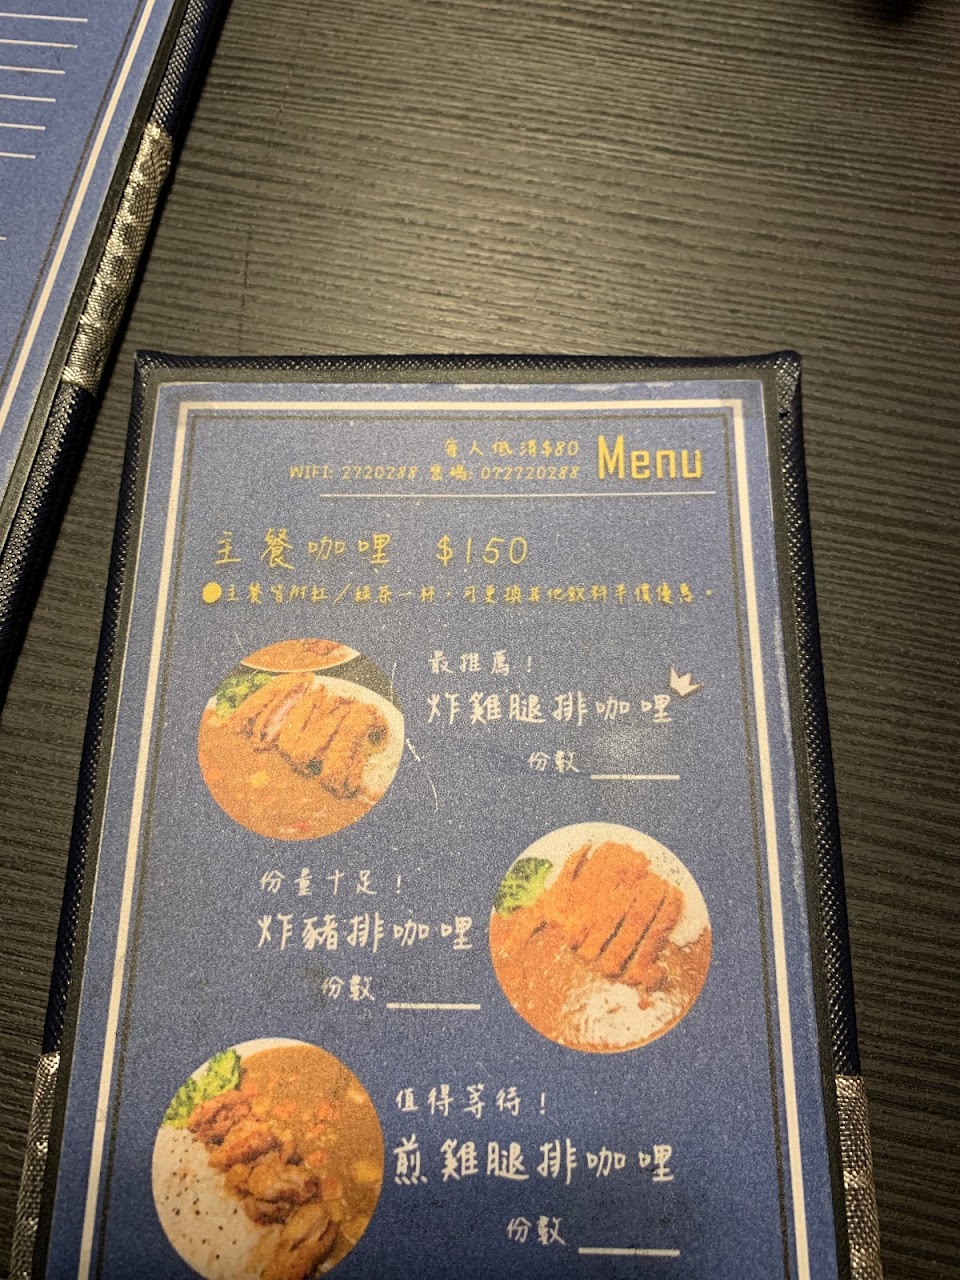 每人低消$80
Menu
WIFI: 2720288 密碼: 072720288
主餐咖哩 $150
●主餐皆附紅／綠茶一杯，可更換其他飲料半價優惠。
最推薦！
炸雞腿排咖哩
份數
份量十足！
炸豬排咖哩
份數
值得等待！
煎雞腿排咖哩
份數